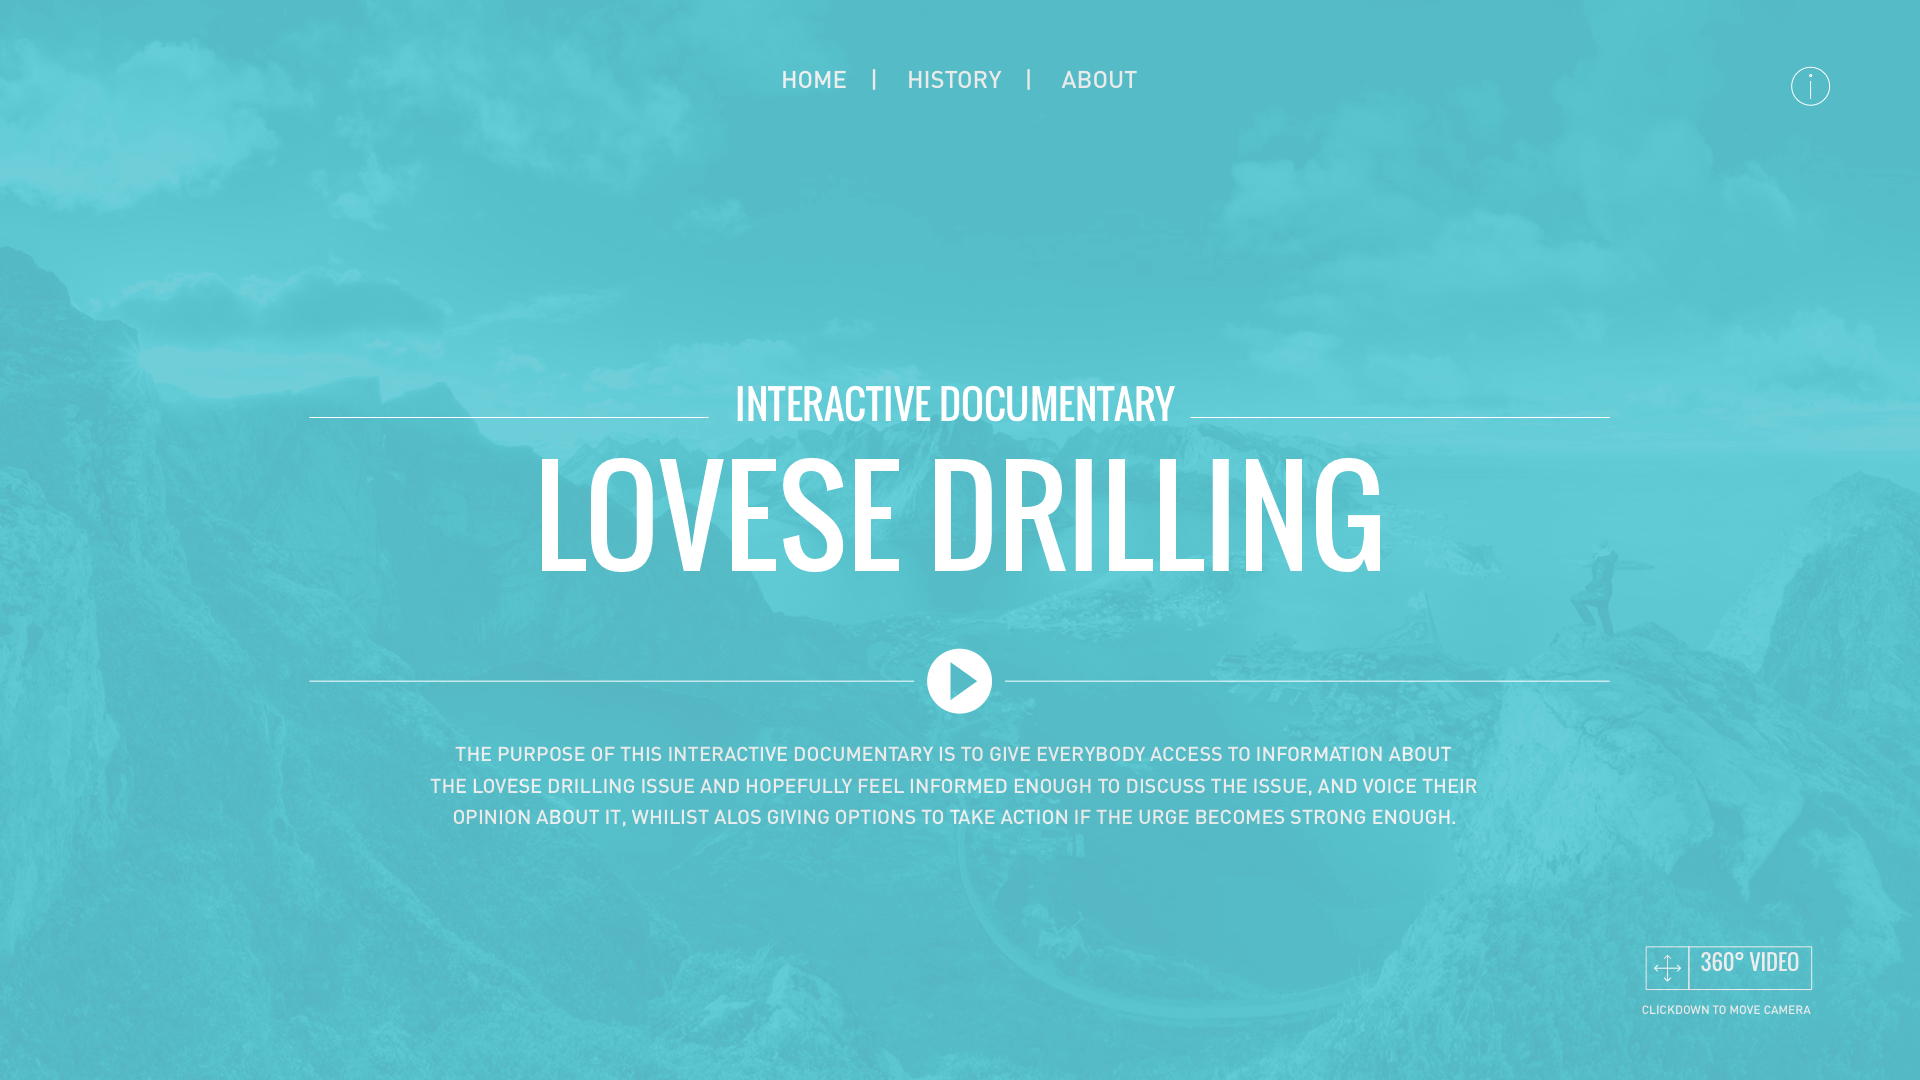 HOME | HISTORY | ABOUT
i
INTERACTIVE DOCUMENTARY
LOVESE DRILLING
THE PURPOSE OF THIS INTERACTIVE DOCUMENTARY IS TO GIVE EVERYBODY ACCESS TO INFORMATION ABOUT
THE LOVESE DRILLING ISSUE AND HOPEFULLY FEEL INFORMED ENOUGH TO DISCUSS THE ISSUE, AND VOICE THEIR
OPINION ABOUT IT, WHILIST ALOS GIVING OPTIONS TO TAKE ACTION IF THE URGE BECOMES STRONG ENOUGH.
360° VIDEO
CLICKDOWN TO MOVE CAMERA